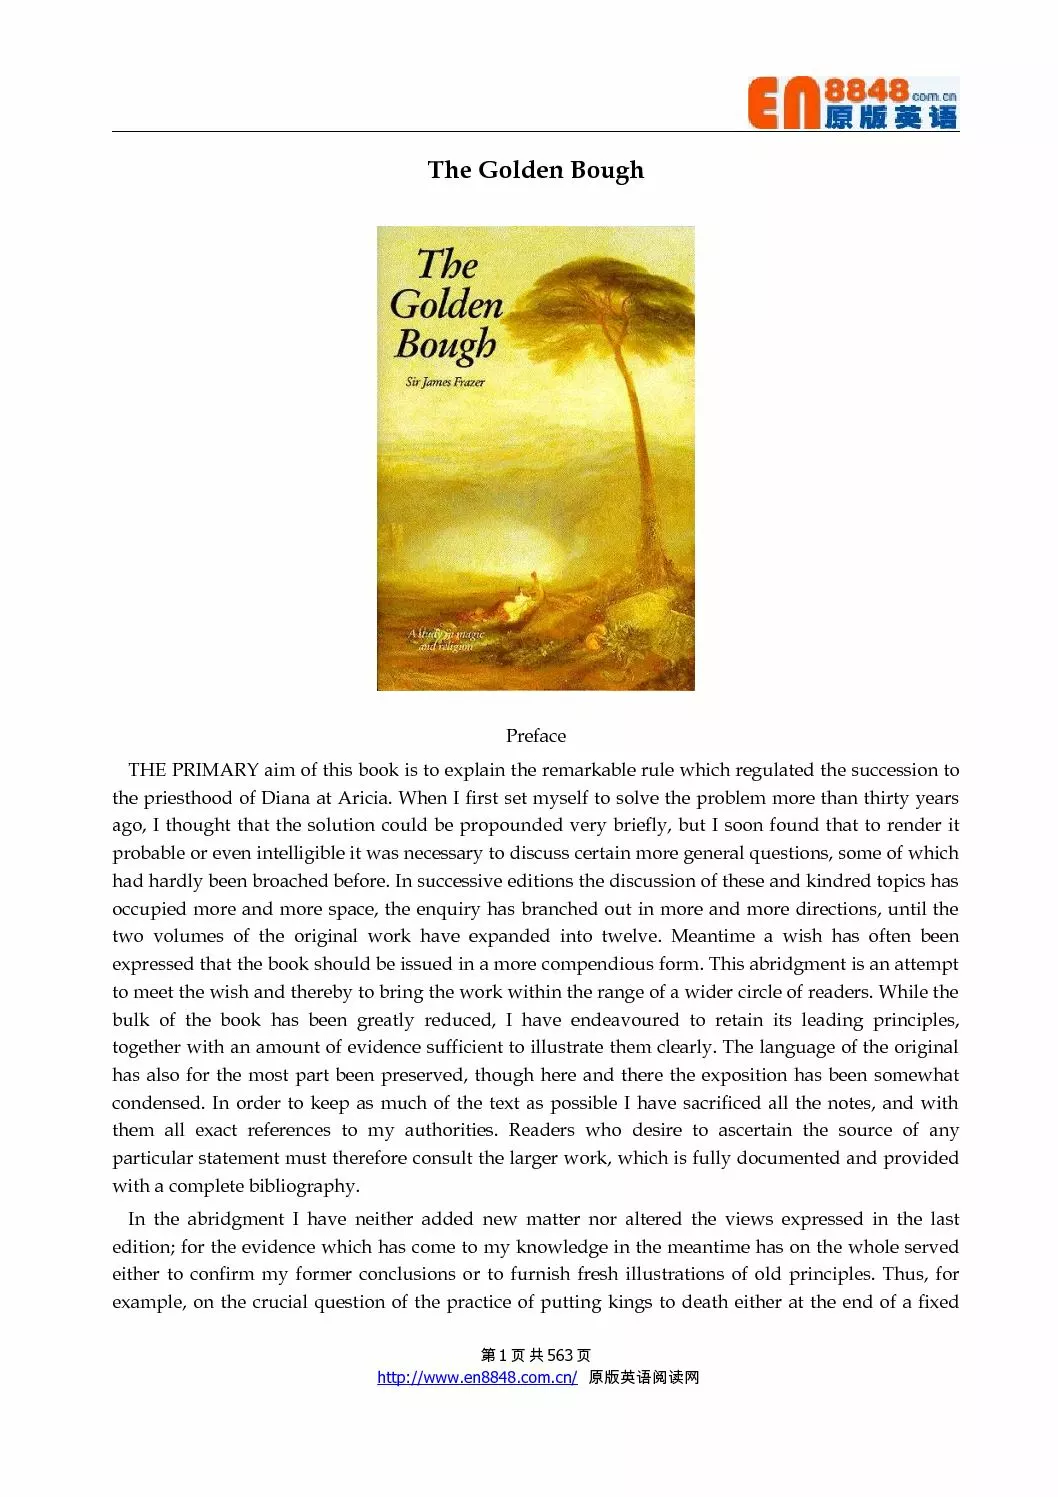 EN8848.com.cn
原版英语
The Golden Bough
The
Golden
Bough
Sir James Frazer
A study in magic
and religion
Preface
THE PRIMARY aim of this book is to explain the remarkable rule which regulated the succession to
the priesthood of Diana at Aricia. When I first set myself to solve the problem more than thirty years
ago, I thought that the solution could be propounded very briefly, but I soon found that to render it
probable or even intelligible it was necessary to discuss certain more general questions, some of which
had hardly been broached before. In successive editions the discussion of these and kindred topics has
occupied more and more space, the enquiry has branched out in more and more directions, until the
two volumes of the original work have expanded into twelve. Meantime a wish has often been
expressed that the book should be issued in a more compendious form. This abridgment is an attempt
to meet the wish and thereby to bring the work within the range of a wider circle of readers. While the
bulk of the book has been greatly reduced, I have endeavoured to retain its leading principles,
together with an amount of evidence sufficient to illustrate them clearly. The language of the original
has also for the most part been preserved, though here and there the exposition has been somewhat
condensed. In order to keep as much of the text as possible I have sacrificed all the notes, and with
them all exact references to my authorities. Readers who desire to ascertain the source of any
particular statement must therefore consult the larger work, which is fully documented and provided
with a complete bibliography.
In the abridgment I have neither added new matter nor altered the views expressed in the last
edition; for the evidence which has come to my knowledge in the meantime has on the whole served
either to confirm my former conclusions or to furnish fresh illustrations of old principles. Thus, for
example, on the crucial question of the practice of putting kings to death either at the end of a fixed
第 1 页 共 563 页
http://www.en8848.com.cn/ 原版英语阅读网